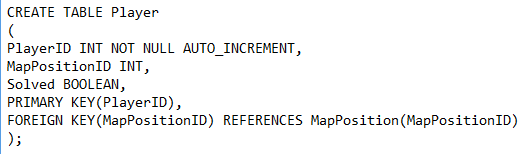 CREATE TABLE Player
(
PlayerID INT NOT NULL AUTO_INCREMENT,
MapPositionID INT,
Solved BOOLEAN,
PRIMARY KEY(PlayerID),
FOREIGN KEY(MapPositionID) REFERENCES MapPosition(MapPositionID)
);